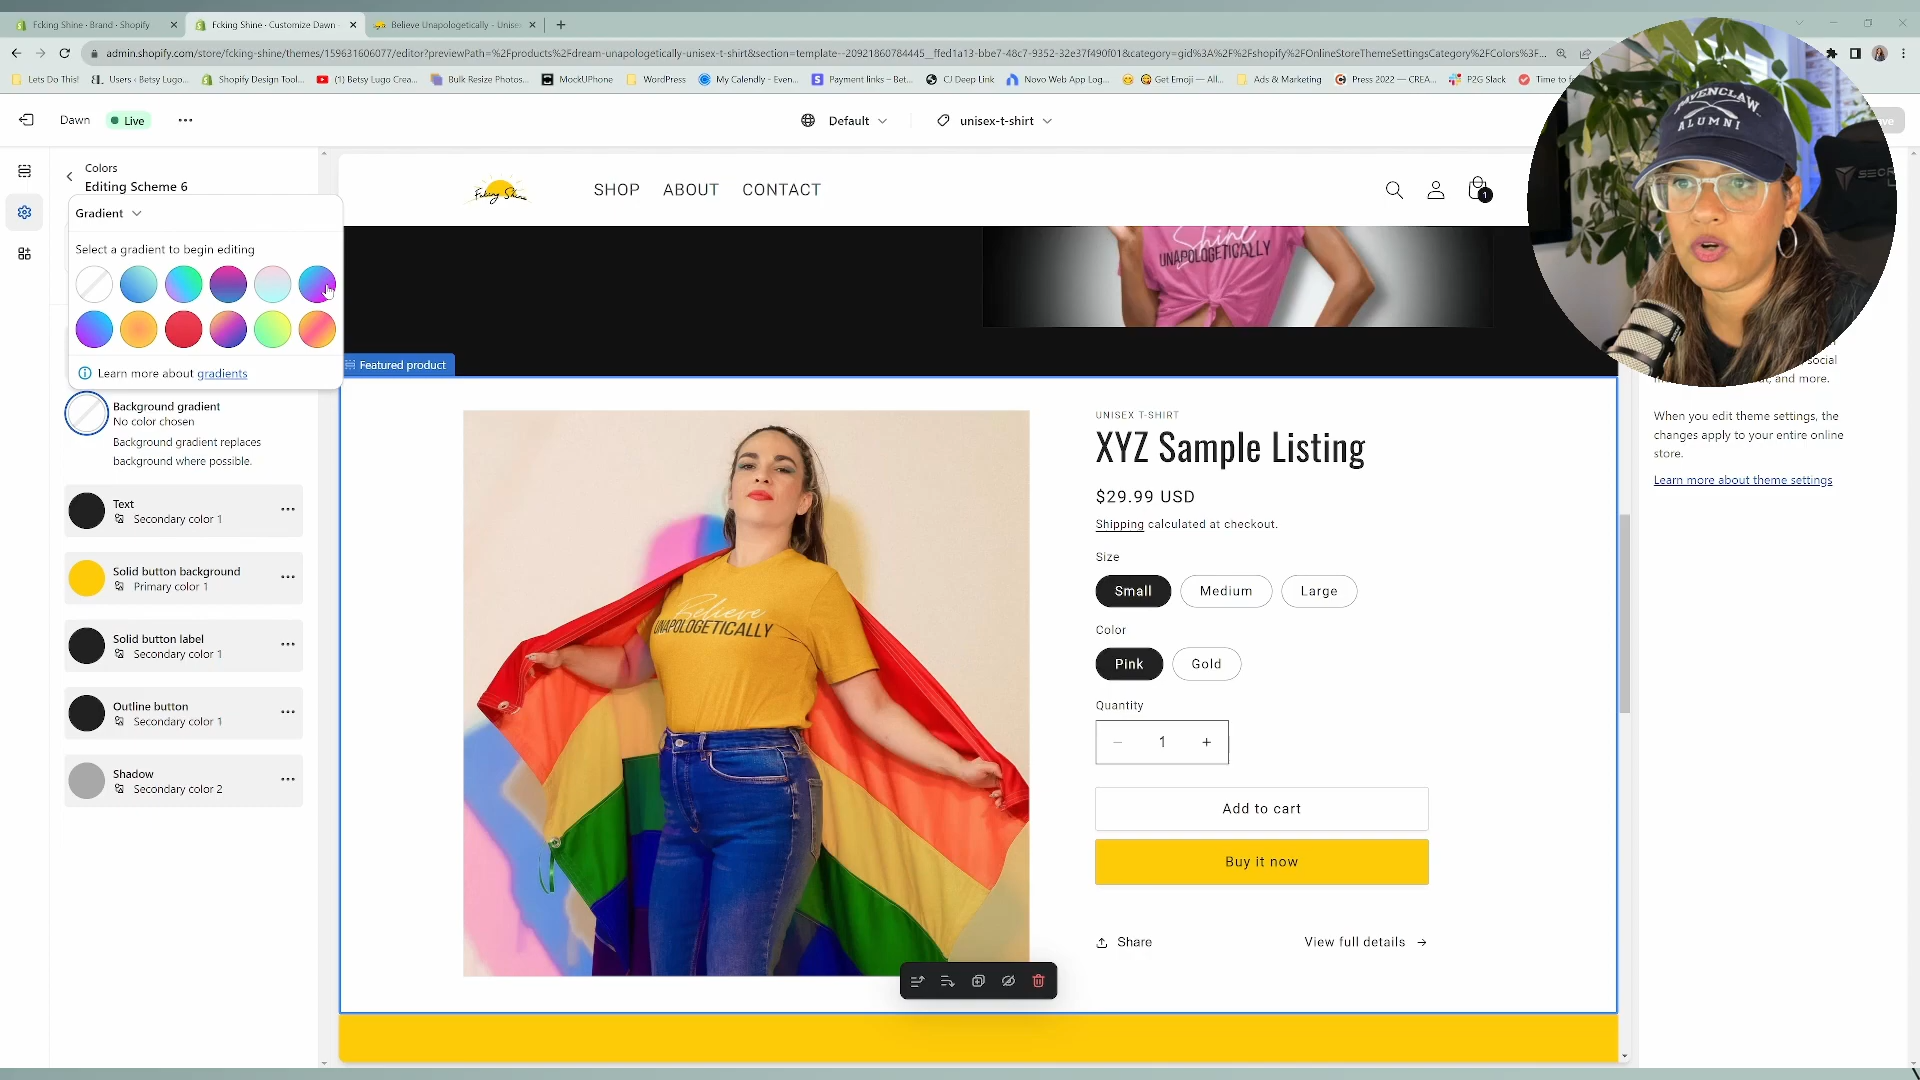 Fcking Shine · Brand · Shopify
Fcking Shine · Customize Dawn
Believe Unapologetically - Unise
admin.shopify.com/store/fcking-shine/themes/159631606077/editor?previewPath=%2Fproducts%2Fdream-unapologetically-unisex-t-shirt&section=template--20921860784445__ffed1a13-bbe7-48c7-9352-32e37f490f01&category=gid%3A%2F%2Fshopify%2FOnlineStoreThemeSettingsCategory%2FColors%3F...
Lets Do This!
Users ‹ Betsy Lugo...
Shopify Design Tool...
(1) Betsy Lugo Crea...
Bulk Resize Photos...
MockUPhone
WordPress
My Calendly - Even...
Payment links – Bet...
CJ Deep Link
Novo Web App Log...
Get Emoji — All...
Ads & Marketing
Press 2022 — CREA...
P2G Slack
Time to
Dawn
Live
Default
unisex-t-shirt
RAVENCLAW
ALUMNI
Colors
Editing Scheme 6
Gradient
Select a gradient to begin editing
Learn more about gradients
Background gradient
No color chosen
Background gradient replaces
background where possible.
Text
Secondary color 1
Solid button background
Primary color 1
Solid button label
Secondary color 1
Outline button
Secondary color 1
Shadow
Secondary color 2
Fcking Shine
SHOP
ABOUT
CONTACT
1
Shine
UNAPOLOGETICALLY
Featured product
Believe
UNAPOLOGETICALLY
UNISEX T-SHIRT
XYZ Sample Listing
$29.99 USD
Shipping calculated at checkout.
Size
Small
Medium
Large
Color
Pink
Gold
Quantity
− 1 +
Add to cart
Buy it now
Share
View full details →
social
, and more.
When you edit theme settings, the
changes apply to your entire online
store.
Learn more about theme settings